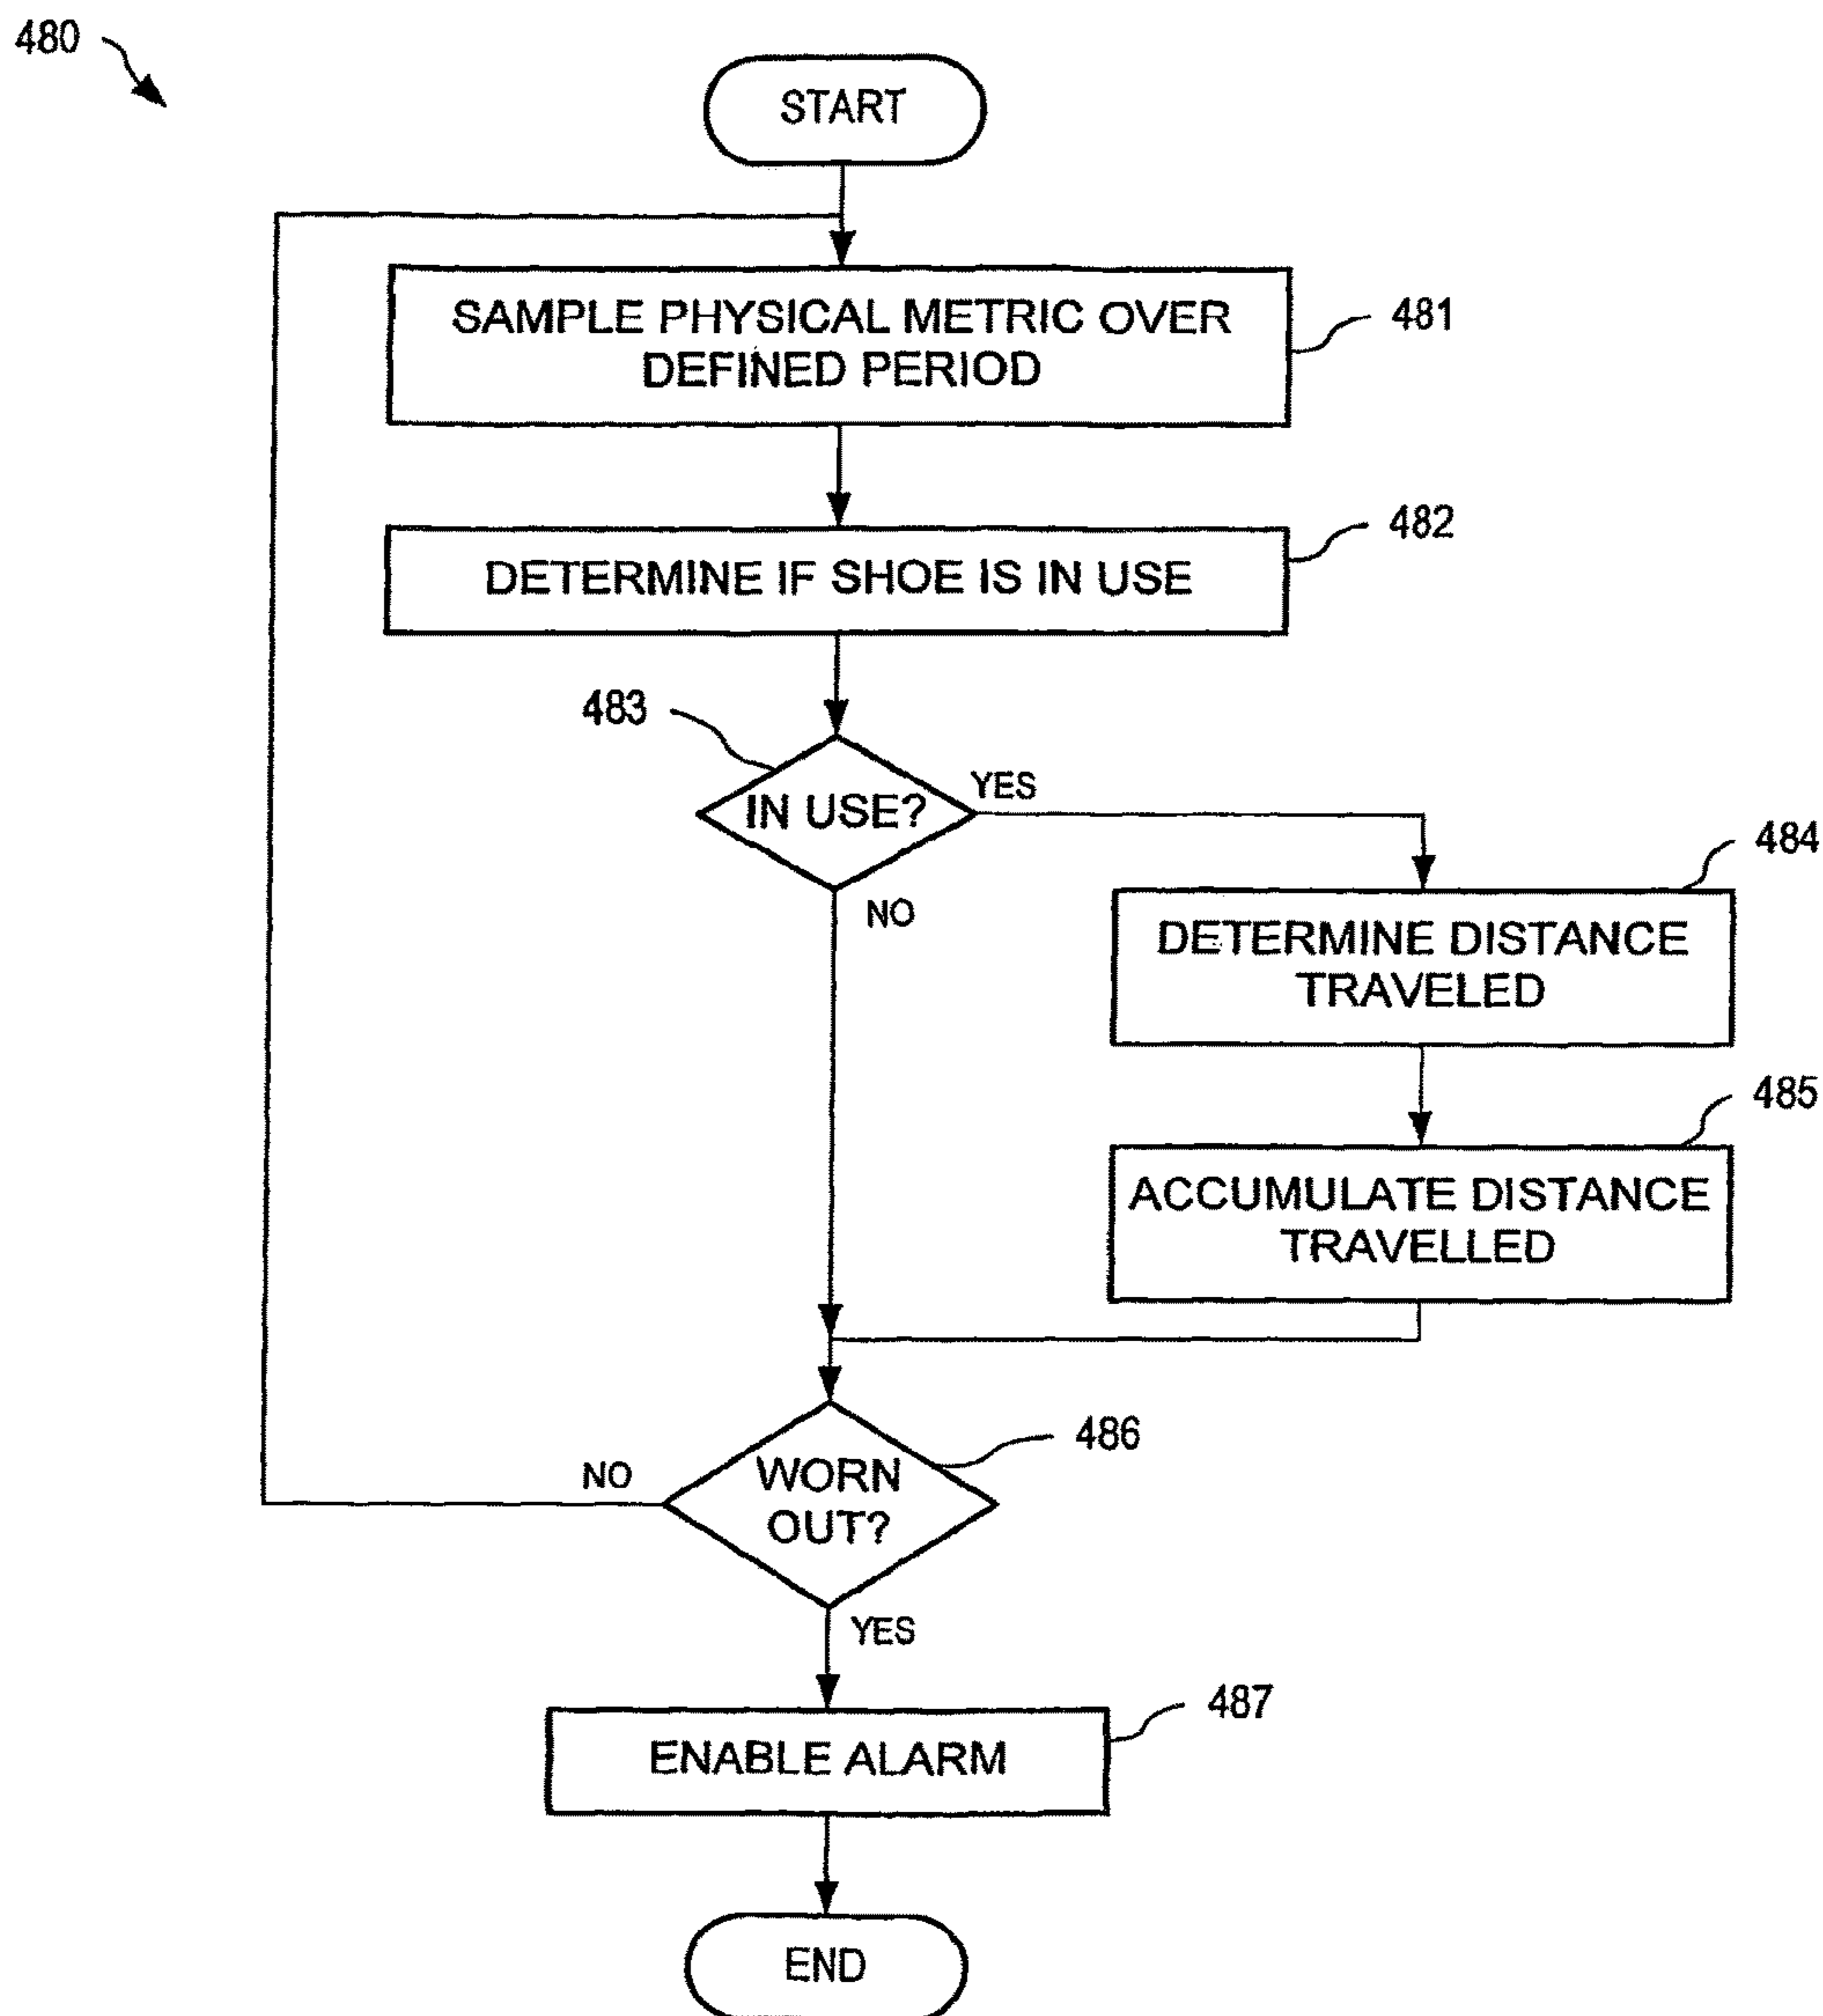 480
START
SAMPLE PHYSICAL METRIC OVER
DEFINED PERIOD
481
DETERMINE IF SHOE IS IN USE
482
483
IN USE?
YES
NO
484
DETERMINE DISTANCE
TRAVELED
485
ACCUMULATE DISTANCE
TRAVELLED
486
WORN
OUT?
NO
YES
487
ENABLE ALARM
END